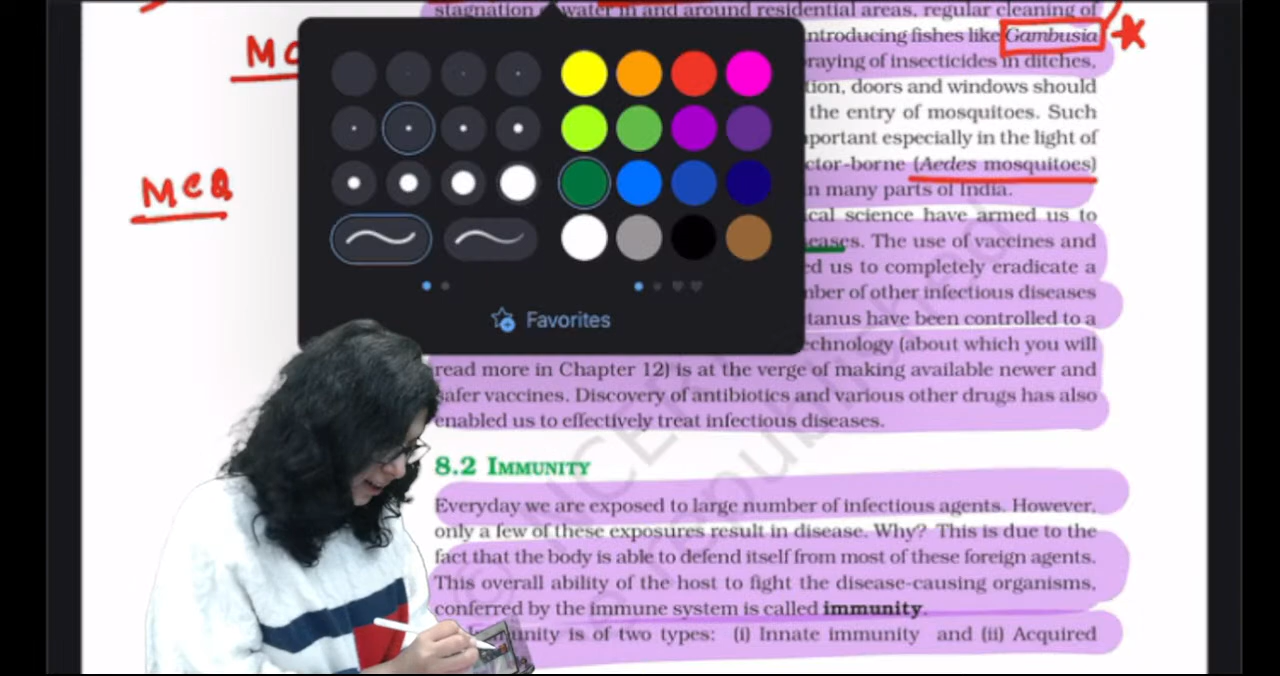 stagnation of water in and around residential areas, regular cleaning of
MC
introducing fishes like Gambusia
spraying of insecticides in ditches,
tion, doors and windows should
the entry of mosquitoes. Such
portant especially in the light of
MCQ
ctor-borne (Aedes mosquitoes)
n many parts of India.
cal science have armed us to
eases. The use of vaccines and
ed us to completely eradicate a
mber of other infectious diseases
tanus have been controlled to a
Favorites
echnology (about which you will
read more in Chapter 12) is at the verge of making available newer and
safer vaccines. Discovery of antibiotics and various other drugs has also
enabled us to effectively treat infectious diseases.
8.2 IMMUNITY
Everyday we are exposed to large number of infectious agents. However,
only a few of these exposures result in disease. Why? This is due to the
fact that the body is able to defend itself from most of these foreign agents.
This overall ability of the host to fight the disease-causing organisms,
conferred by the immune system is called immunity.
unity is of two types: (i) Innate immunity and (ii) Acquired
© NCERT
republished